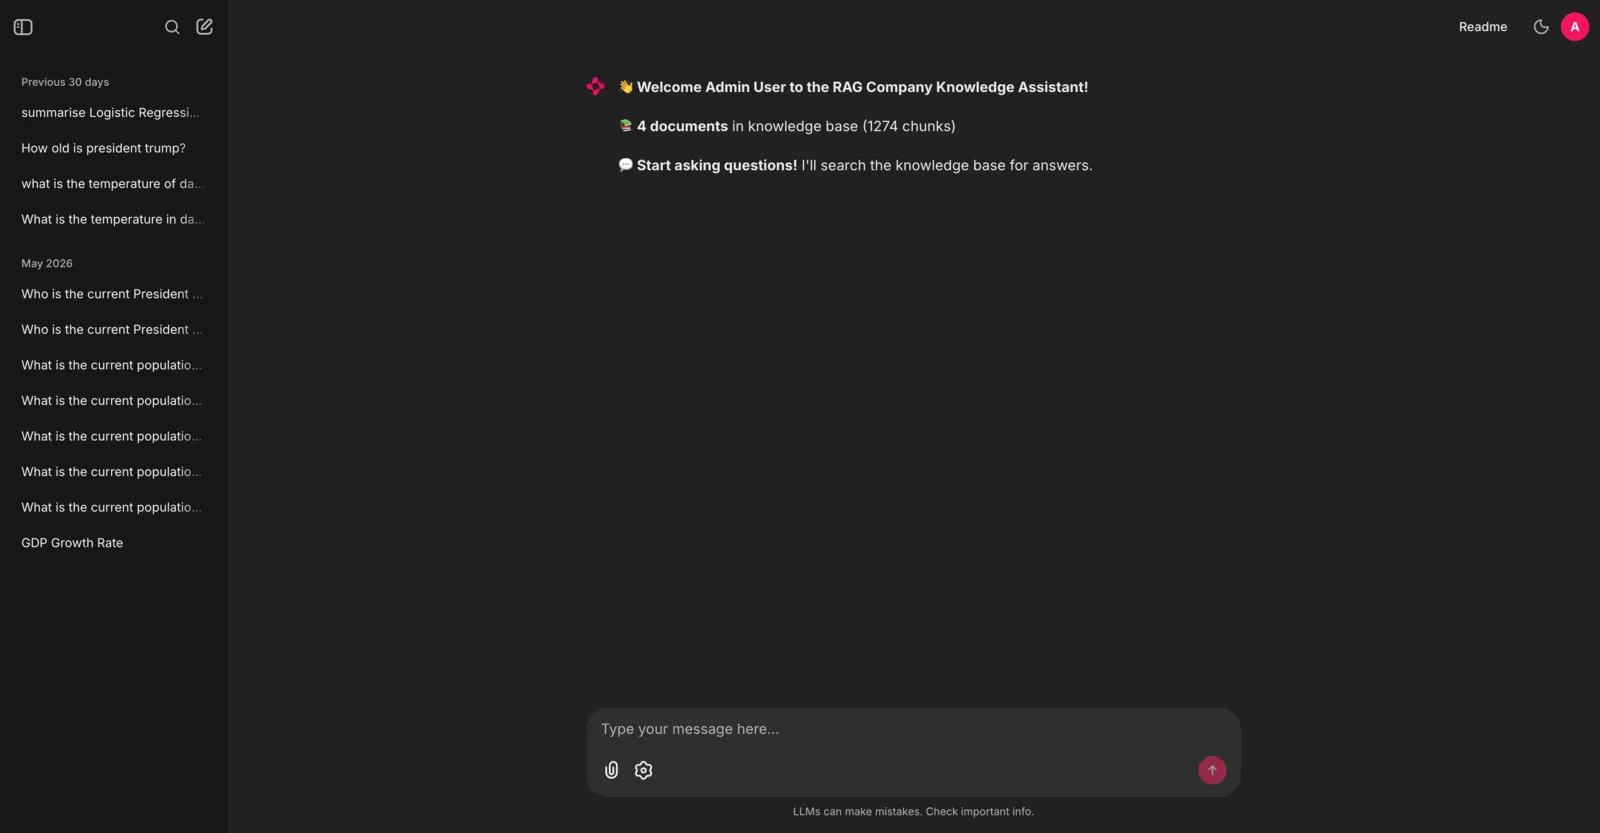 Previous 30 days
summarise Logistic Regressi...
How old is president trump?
what is the temperature of da...
What is the temperature in da...
May 2026
Who is the current President ...
Who is the current President ...
What is the current populatio...
What is the current populatio...
What is the current populatio...
What is the current populatio...
What is the current populatio...
GDP Growth Rate
Readme
A
👋 Welcome Admin User to the RAG Company Knowledge Assistant!
📚 4 documents in knowledge base (1274 chunks)
💬 Start asking questions! I'll search the knowledge base for answers.
Type your message here...
LLMs can make mistakes. Check important info.